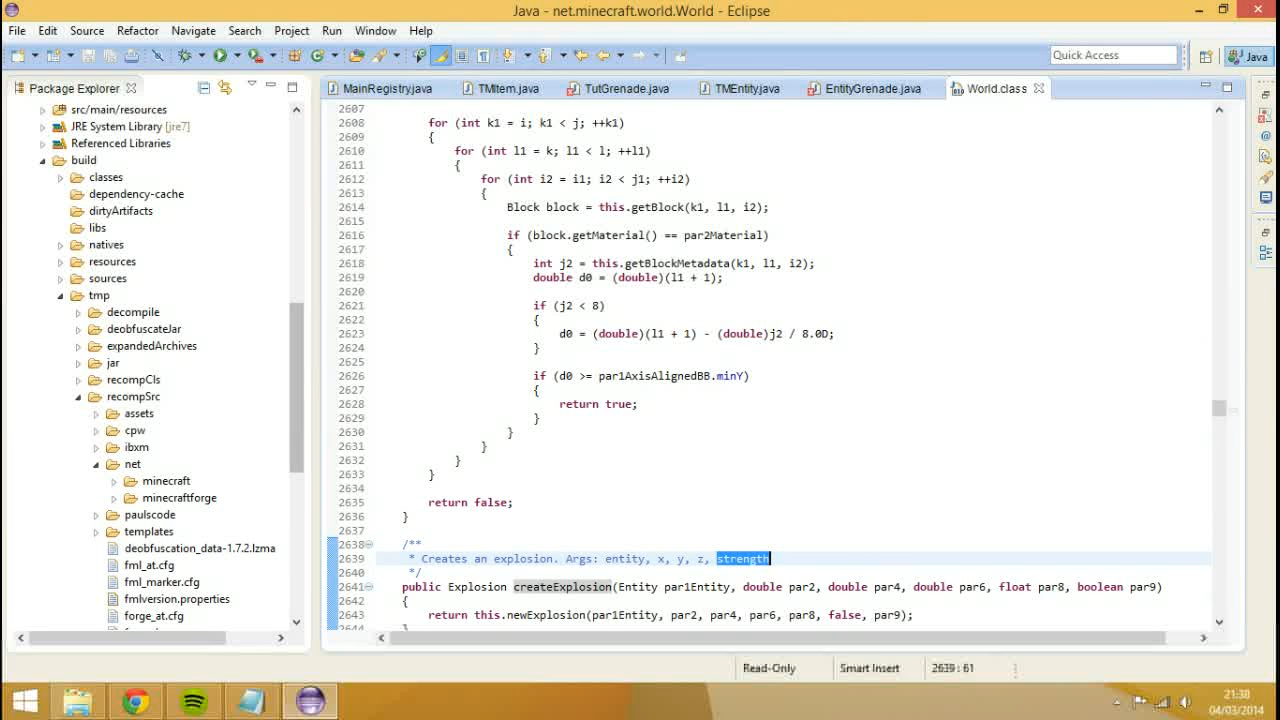 Java - net.minecraft.world.World - Eclipse
File Edit Source Refactor Navigate Search Project Run Window Help
Quick Access
Java
Package Explorer
MainRegistry.java
TMItem.java
TutGrenade.java
TMEntity.java
EntityGrenade.java
World.class
src/main/resources
JRE System Library [jre7]
Referenced Libraries
build
classes
dependency-cache
dirtyArtifacts
libs
natives
resources
sources
tmp
decompile
deobfuscateJar
expandedArchives
jar
recompCls
recompSrc
assets
cpw
ibxm
net
minecraft
minecraftforge
paulscode
templates
deobfuscation_data-1.7.2.lzma
fml_at.cfg
fml_marker.cfg
fmlversion.properties
forge_at.cfg
2607
2608 for (int k1 = i; k1 < j; ++k1)
2609 {
2610 for (int l1 = k; l1 < l; ++l1)
2611 {
2612 for (int i2 = i1; i2 < j1; ++i2)
2613 {
2614 Block block = this.getBlock(k1, l1, i2);
2615
2616 if (block.getMaterial() == par2Material)
2617 {
2618 int j2 = this.getBlockMetadata(k1, l1, i2);
2619 double d0 = (double)(l1 + 1);
2620
2621 if (j2 < 8)
2622 {
2623 d0 = (double)(l1 + 1) - (double)j2 / 8.0D;
2624 }
2625
2626 if (d0 >= par1AxisAlignedBB.minY)
2627 {
2628 return true;
2629 }
2630 }
2631 }
2632 }
2633 }
2634
2635 return false;
2636 }
2637
2638 /**
2639 * Creates an explosion. Args: entity, x, y, z, strength
2640 */
2641 public Explosion createExplosion(Entity par1Entity, double par2, double par4, double par6, float par8, boolean par9)
2642 {
2643 return this.newExplosion(par1Entity, par2, par4, par6, par8, false, par9);
2644 }
Read-Only
Smart Insert
2639 : 61
21:38
04/03/2014